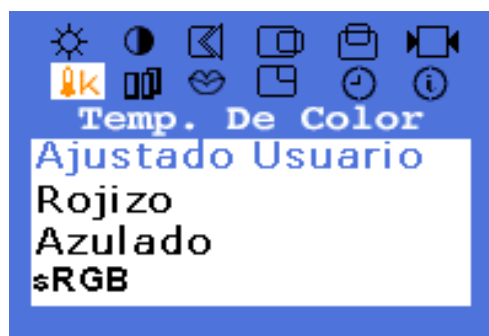 K
Temp. De Color
Ajustado Usuario
Rojizo
Azulado
sRGB